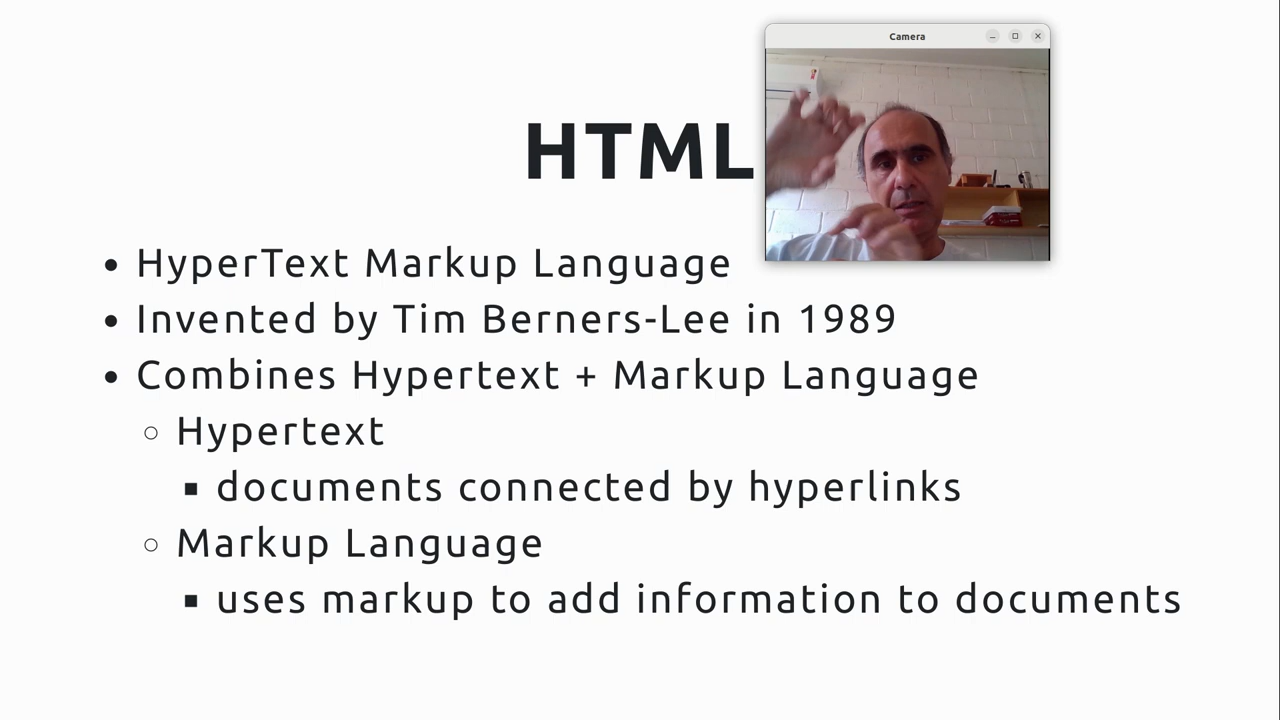 Camera
HTML
HyperText Markup Language
Invented by Tim Berners-Lee in 1989
Combines Hypertext + Markup Language
Hypertext
documents connected by hyperlinks
Markup Language
uses markup to add information to documents